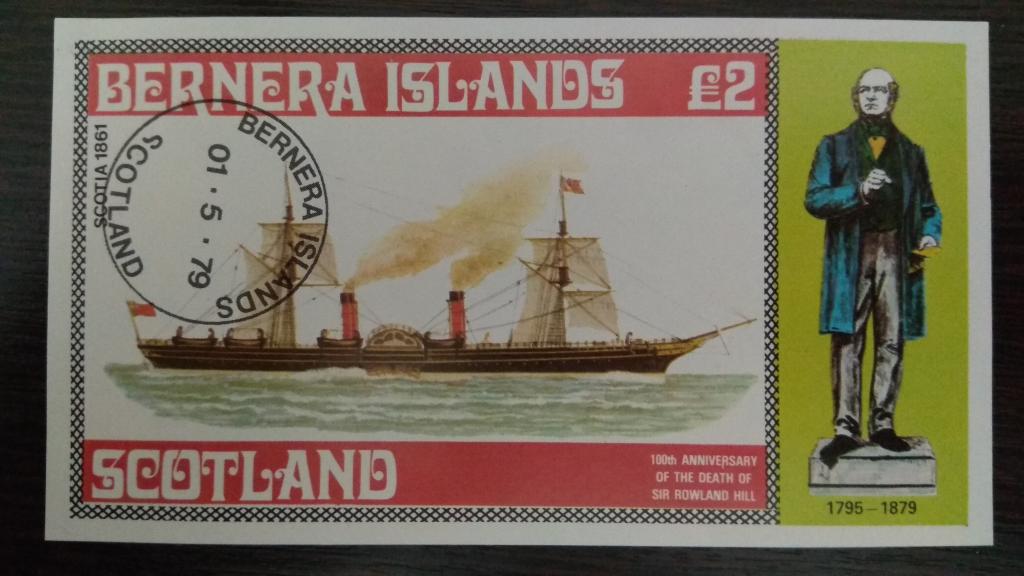 BERNERA ISLANDS £2
SCOTIA 1861
BERNERA ISLANDS
01.5.79
SCOTLAND
SCOTLAND
100th ANNIVERSARY
OF THE DEATH OF
SIR ROWLAND HILL
1795–1879